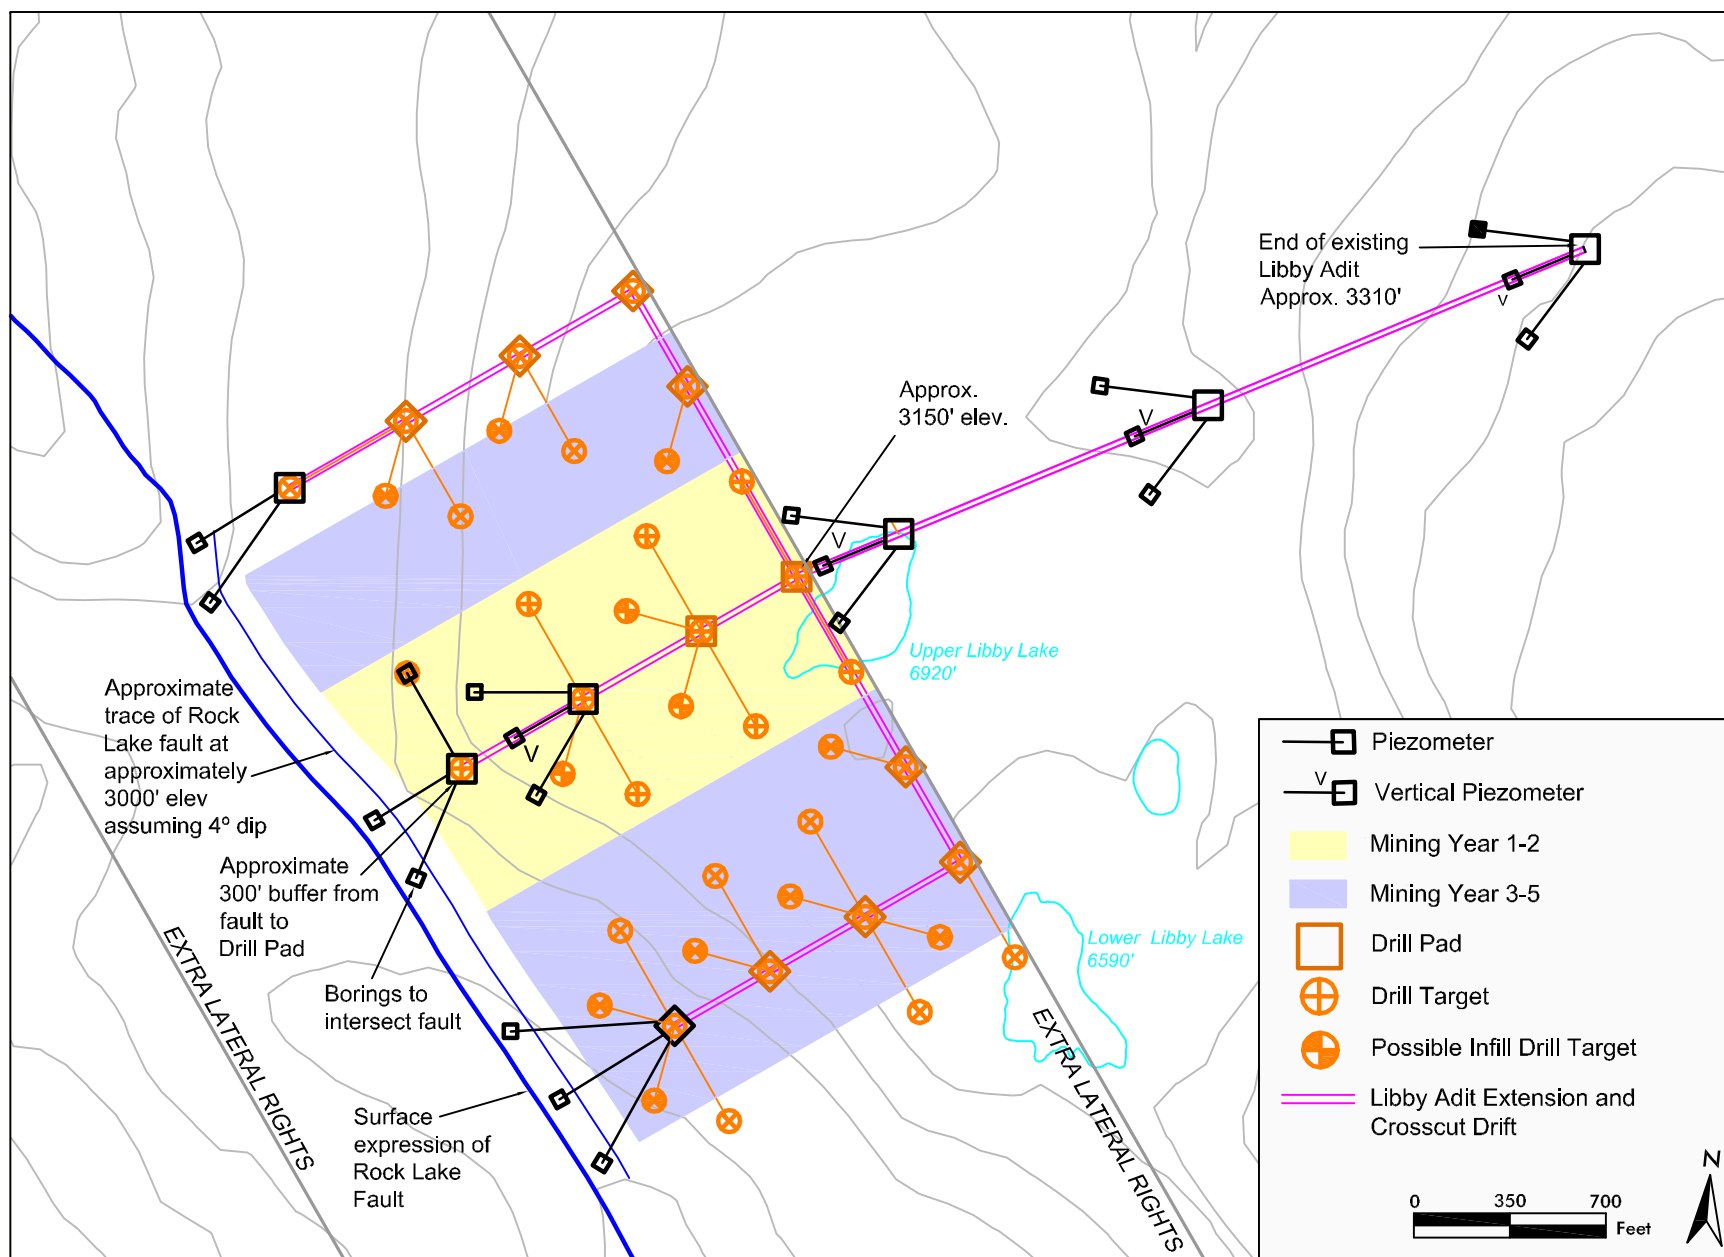 End of existing
Libby Adit
Approx. 3310'
V
V
Approx.
3150' elev.
V
Upper Libby Lake
6920'
Approximate
trace of Rock
Lake fault at
approximately
3000' elev
assuming 4º dip
V
Approximate
300' buffer from
fault to
Drill Pad
Borings to
intersect fault
EXTRA LATERAL RIGHTS
Surface
expression of
Rock Lake
Fault
Lower Libby Lake
6590'
EXTRA LATERAL RIGHTS
Piezometer
V
Vertical Piezometer
Mining Year 1-2
Mining Year 3-5
Drill Pad
Drill Target
Possible Infill Drill Target
Libby Adit Extension and
Crosscut Drift
N
0 350 700
Feet